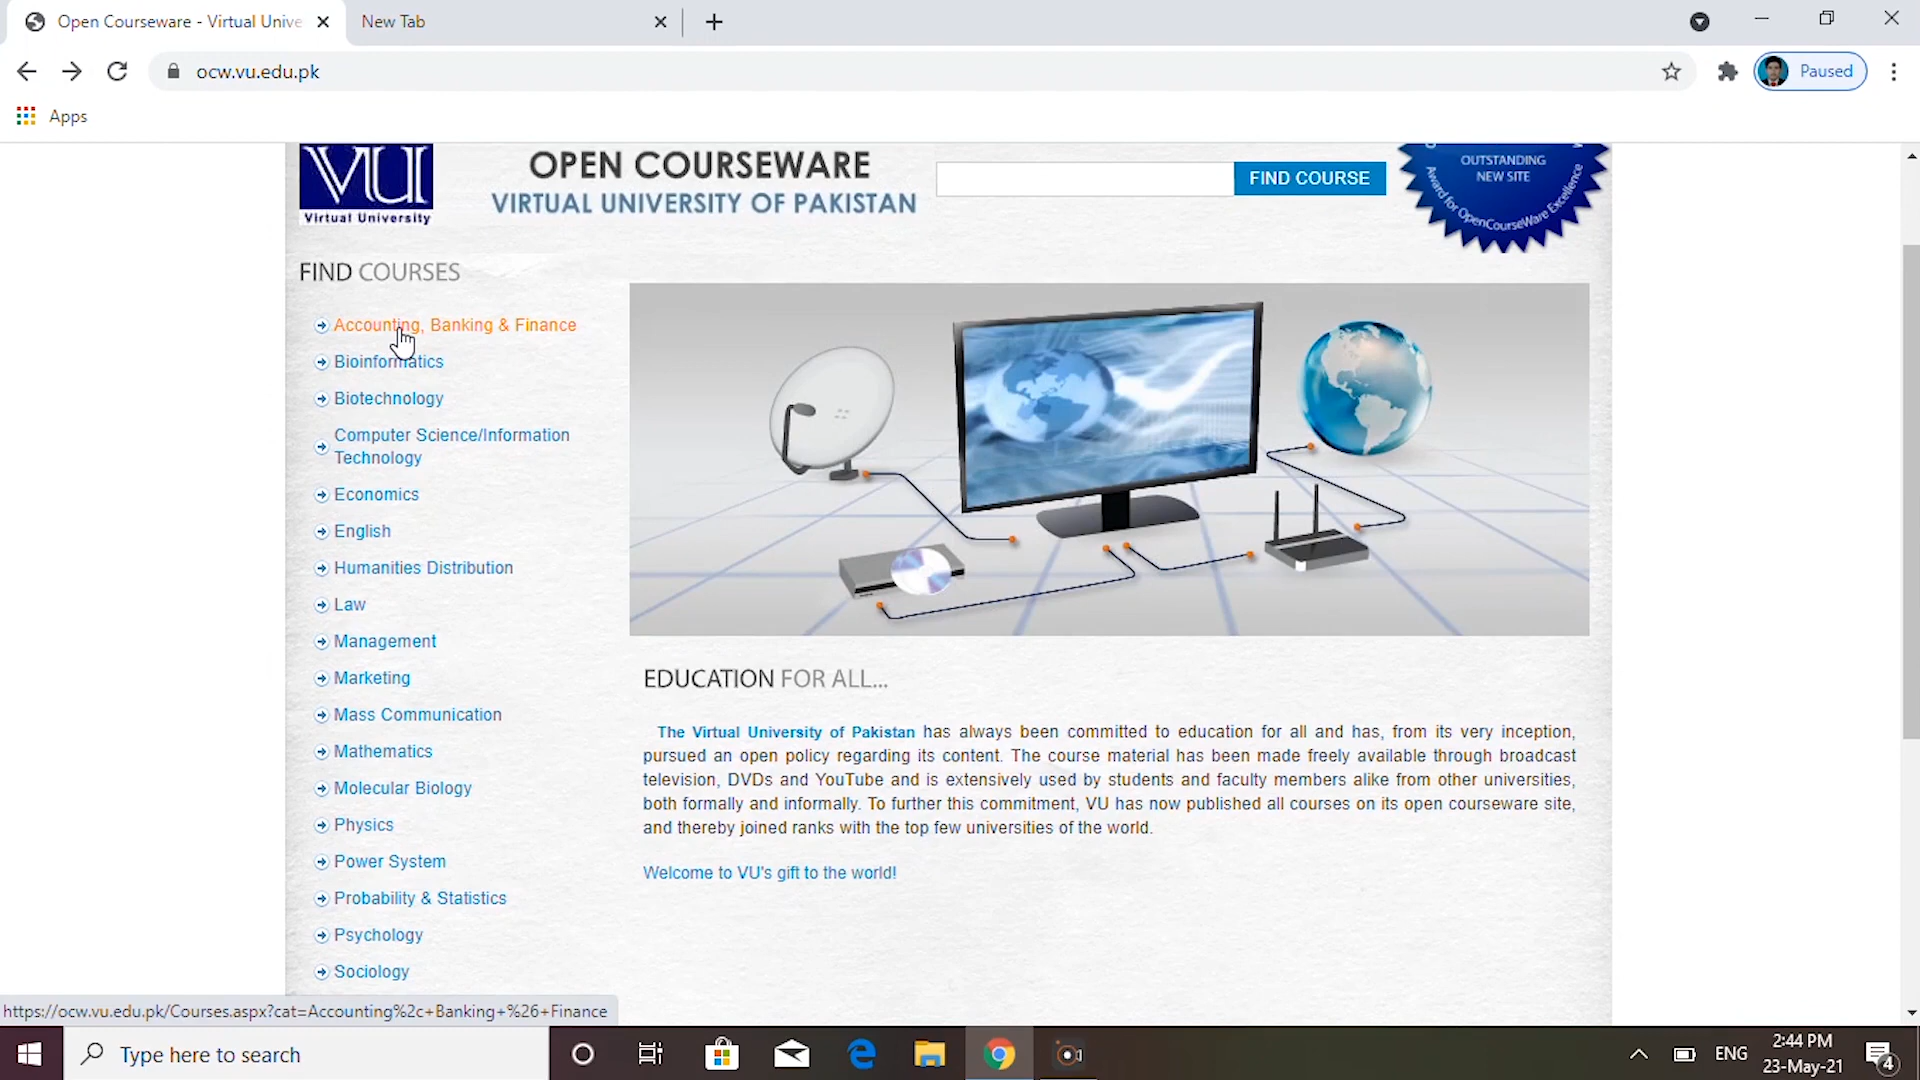 Open Courseware - Virtual Unive
New Tab
ocw.vu.edu.pk
Paused
Apps
VU
Virtual University
OPEN COURSEWARE
VIRTUAL UNIVERSITY OF PAKISTAN
FIND COURSE
OUTSTANDING
NEW SITE
Award for OpenCourseWare Excellence
FIND COURSES
Accounting, Banking & Finance
Bioinformatics
Biotechnology
Computer Science/Information
Technology
Economics
English
Humanities Distribution
Law
Management
Marketing
Mass Communication
Mathematics
Molecular Biology
Physics
Power System
Probability & Statistics
Psychology
Sociology
EDUCATION FOR ALL...
The Virtual University of Pakistan has always been committed to education for all and has, from its very inception,
pursued an open policy regarding its content. The course material has been made freely available through broadcast
television, DVDs and YouTube and is extensively used by students and faculty members alike from other universities,
both formally and informally. To further this commitment, VU has now published all courses on its open courseware site,
and thereby joined ranks with the top few universities of the world.
Welcome to VU's gift to the world!
https://ocw.vu.edu.pk/Courses.aspx?cat=Accounting%2c+Banking+%26+Finance
Type here to search
ENG
2:44 PM
23-May-21
4